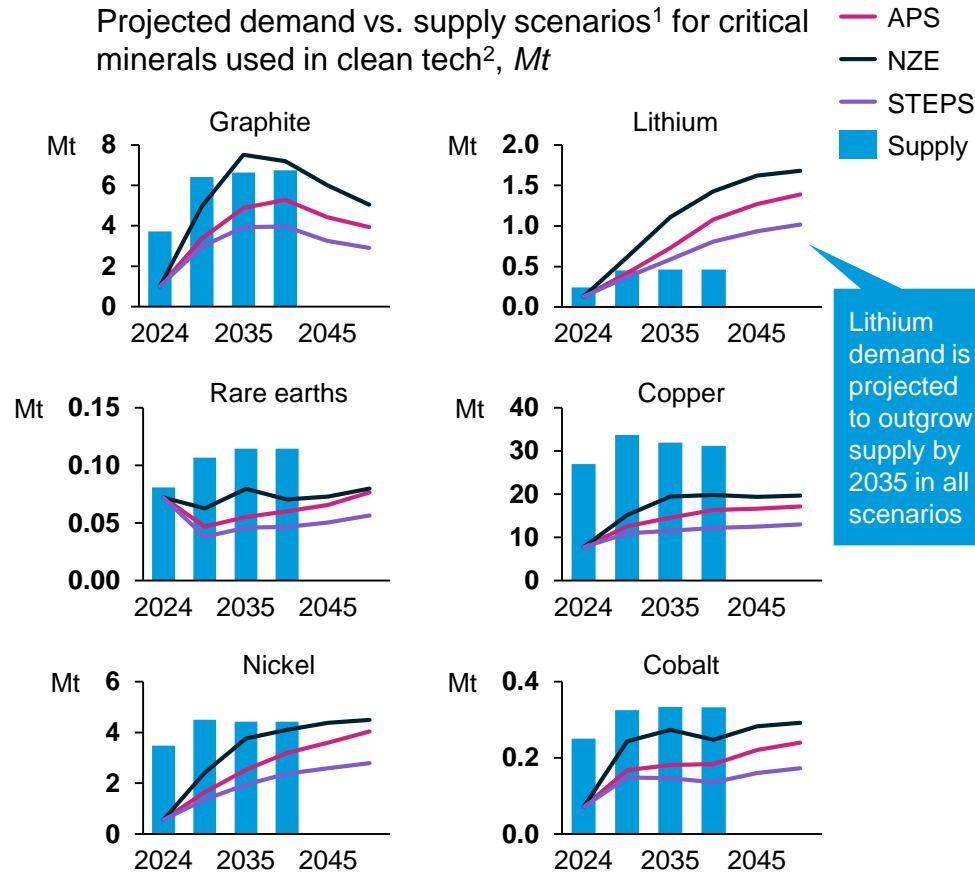 Projected demand vs. supply scenarios¹ for critical
minerals used in clean tech², Mt
APS
NZE
STEPS
Supply
Graphite
Mt
8
6
4
2
0
2024 2035 2045
Lithium
Mt
2.0
1.5
1.0
0.5
0.0
2024 2035 2045
Lithium
demand is
projected
to outgrow
supply by
2035 in all
scenarios
Rare earths
Mt
0.15
0.10
0.05
0.00
2024 2035 2045
Copper
Mt
40
30
20
10
0
2024 2035 2045
Nickel
Mt
6
4
2
0
2024 2035 2045
Cobalt
Mt
0.4
0.2
0.0
2024 2035 2045